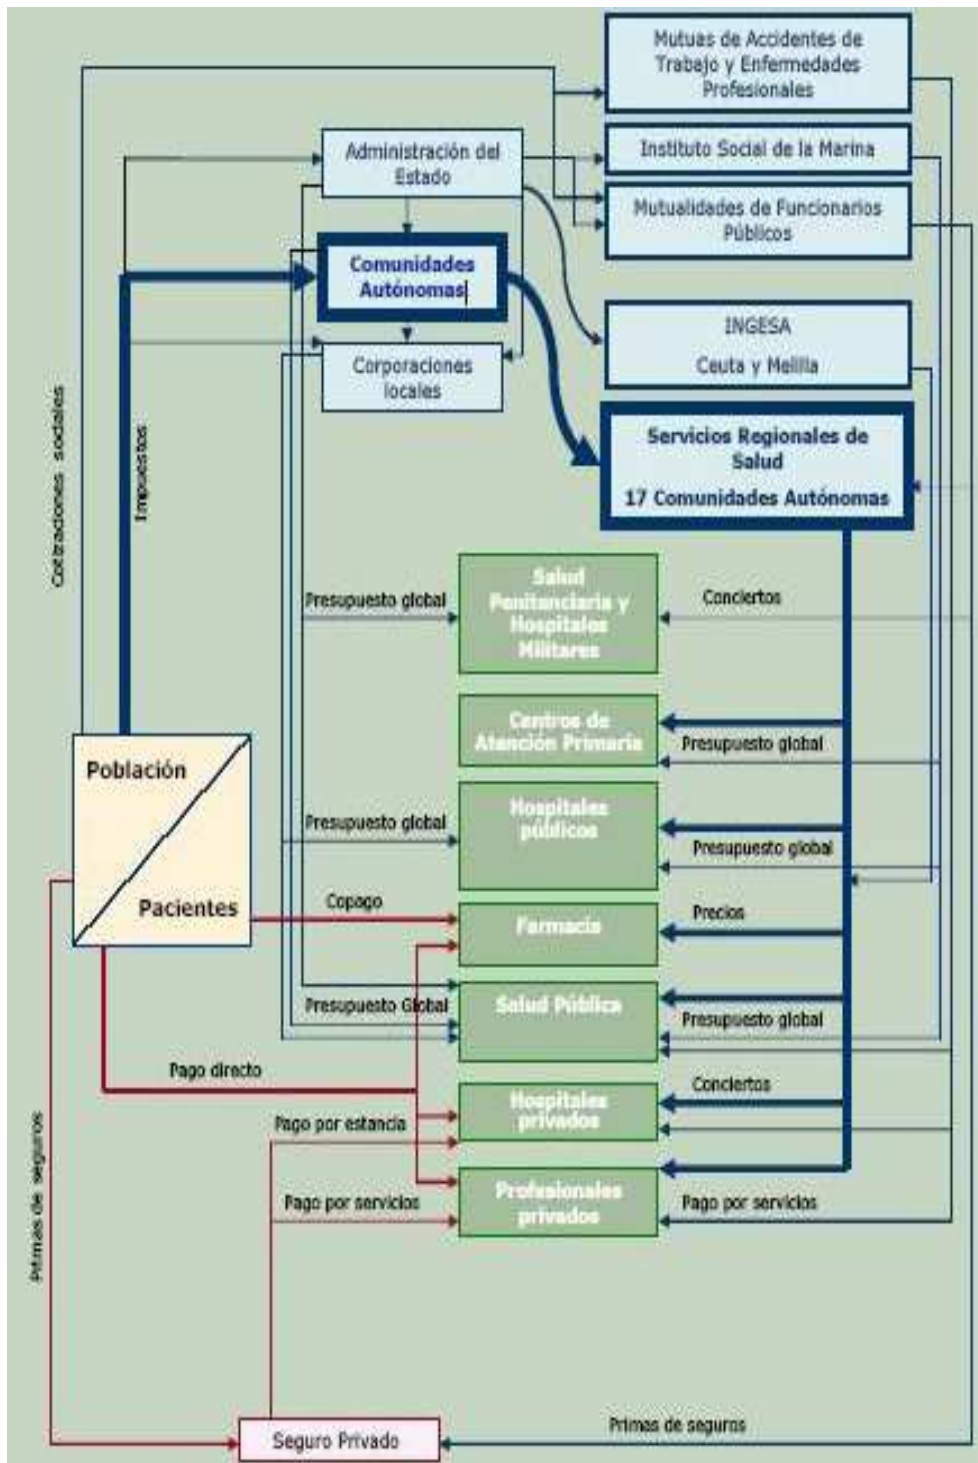 Mutuas de Accidentes de
Trabajo y Enfermedades
Profesionales
Instituto Social de la Marina
Mutualidades de Funcionarios
Públicos
Administración del
Estado
Comunidades
Autónomas
Corporaciones
locales
INGESA
Ceuta y Melilla
Servicios Regionales de
Salud
17 Comunidades Autónomas
Cotizaciones sociales
Impuestos
Presupuesto global
Salud
Penitenciaria y
Hospitales
Militares
Conciertos
Centros de
Atención Primaria
Presupuesto global
Población
Pacientes
Presupuesto global
Hospitales
públicos
Presupuesto global
Copago
Farmacia
Precios
Presupuesto Global
Salud Pública
Presupuesto global
Pago directo
Conciertos
Hospitales
privados
Pago por estancia
Pago por servicios
Profesionales
privados
Pago por servicios
Primas de seguros
Seguro Privado
Primas de seguros